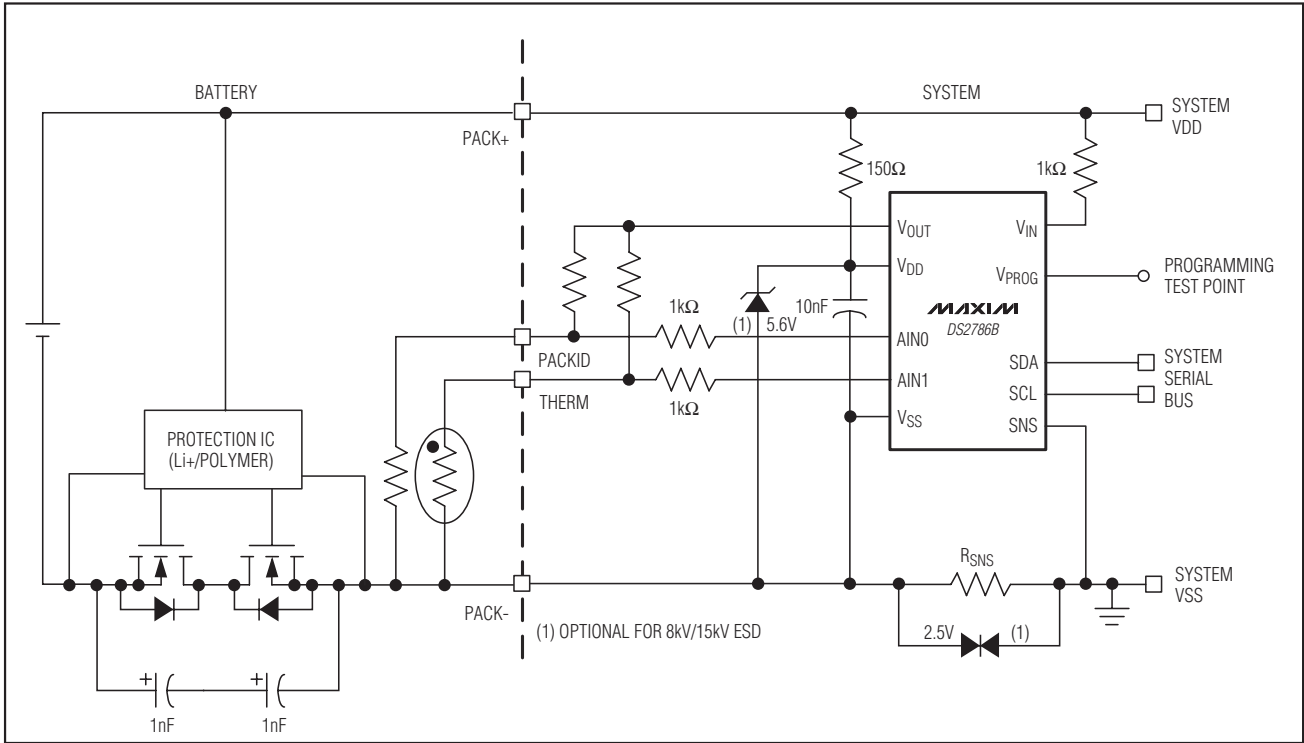 BATTERY
SYSTEM
PACK+
SYSTEM
VDD
150Ω
1kΩ
VOUT
VIN
VDD
VPROG
PROGRAMMING
TEST POINT
1kΩ
10nF
(1) 5.6V
MAXIM
DS2786B
AIN0
PACKID
SDA
SYSTEM
SERIAL
BUS
AIN1
SCL
THERM
1kΩ
VSS
SNS
PROTECTION IC
(Li+/POLYMER)
RSNS
SYSTEM
VSS
PACK-
(1) OPTIONAL FOR 8kV/15kV ESD
2.5V
(1)
+
+
1nF
1nF